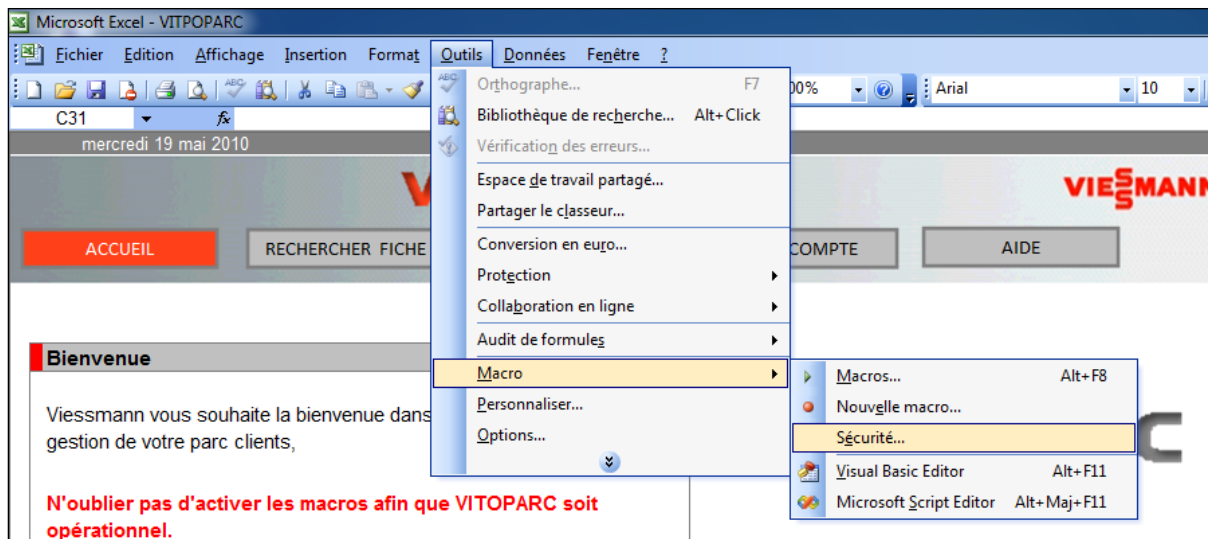 Microsoft Excel - VITPOPARC
Fichier Edition Affichage Insertion Format Outils Données Fenêtre ?
Orthographe... F7
00% Arial 10
C31 fx
Bibliothèque de recherche... Alt+Click
mercredi 19 mai 2010
Vérification des erreurs...
Espace de travail partagé...
V VIESSMANN
Partager le classeur...
ACCUEIL RECHERCHER FICHE COMPTE AIDE
Conversion en euro...
Protection
Collaboration en ligne
Audit de formules
Bienvenue
Macro
Macros... Alt+F8
Personnaliser...
Nouvelle macro...
Viessmann vous souhaite la bienvenue dans
Options...
Sécurité...
gestion de votre parc clients,
C
Visual Basic Editor Alt+F11
N'oublier pas d'activer les macros afin que VITOPARC soit
Microsoft Script Editor Alt+Maj+F11
opérationnel.